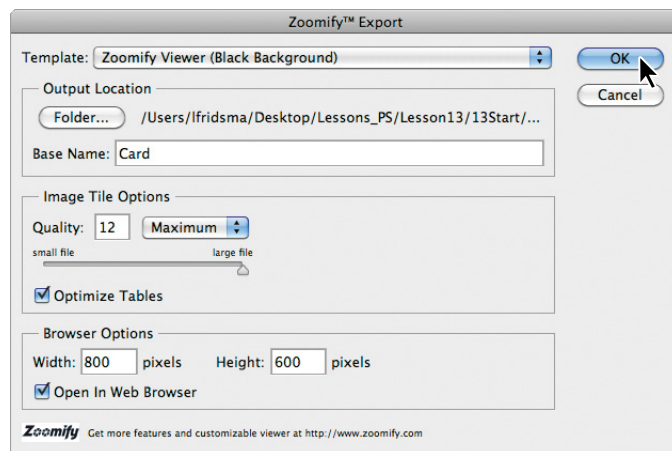 Zoomify™ Export
Template: Zoomify Viewer (Black Background)
OK
Cancel
Output Location
Folder... /Users/lfridsma/Desktop/Lessons_PS/Lesson13/13Start/...
Base Name: Card
Image Tile Options
Quality: 12 Maximum
small file large file
Optimize Tables
Browser Options
Width: 800 pixels Height: 600 pixels
Open In Web Browser
Zoomify Get more features and customizable viewer at http://www.zoomify.com